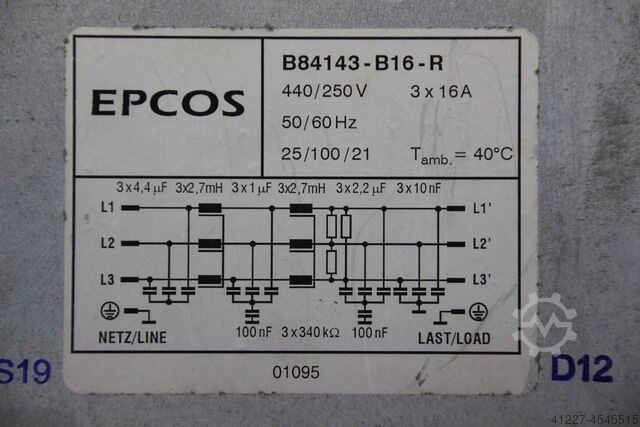 EPCOS
B84143-B16-R
440/250 V 3 x 16 A
50/60 Hz
25/100/21 Tamb. = 40°C
3 x 4,4 µF 3x2,7mH 3 x 1 µF 3x2,7mH 3 x 2,2 µF 3 x 10 nF
L1 L1'
L2 L2'
L3 L3'
100 nF 3 x 340 kΩ 100 nF
NETZ/LINE LAST/LOAD
01095
S19 D12
41227-4545515